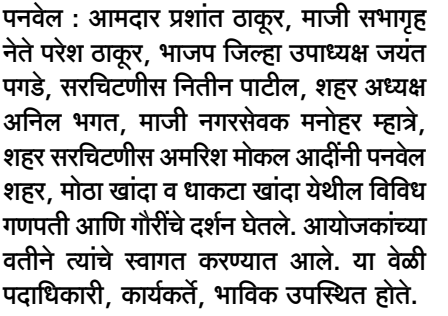 पनवेल : आमदार प्रशांत ठाकूर, माजी सभागृह
नेते परेश ठाकूर, भाजप जिल्हा उपाध्यक्ष जयंत
पगडे, सरचिटणीस नितीन पाटील, शहर अध्यक्ष
अनिल भगत, माजी नगरसेवक मनोहर म्हात्रे,
शहर सरचिटणीस अमरिश मोकल आदींनी पनवेल
शहर, मोठा खांदा व धाकटा खांदा येथील विविध
गणपती आणि गौरींचे दर्शन घेतले. आयोजकांच्या
वतीने त्यांचे स्वागत करण्यात आले. या वेळी
पदाधिकारी, कार्यकर्ते, भाविक उपस्थित होते.